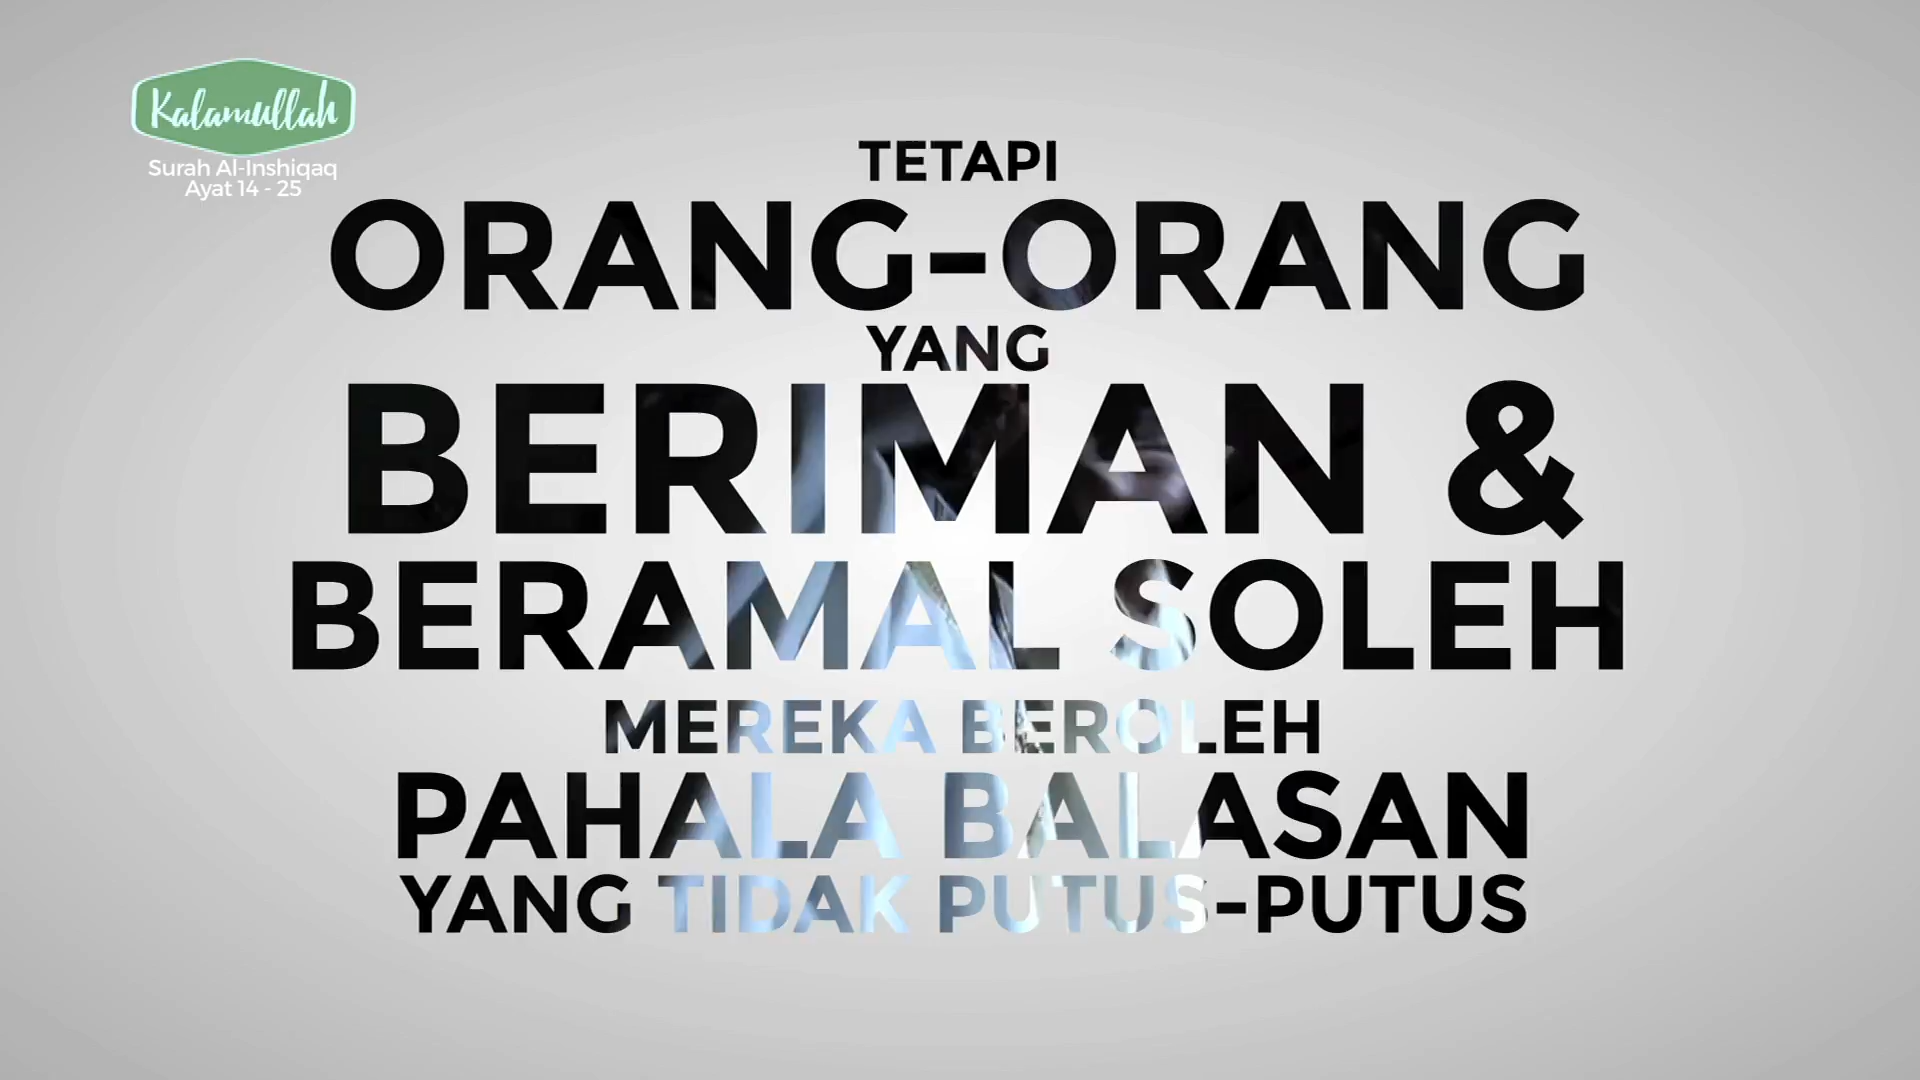 Kalamullah
Surah Al-Inshiqaq
Ayat 14 - 25
TETAPI
ORANG-ORANG
YANG
BERIMAN &
BERAMAL SOLEH
MEREKA BEROLEH
PAHALA BALASAN
YANG TIDAK PUTUS-PUTUS